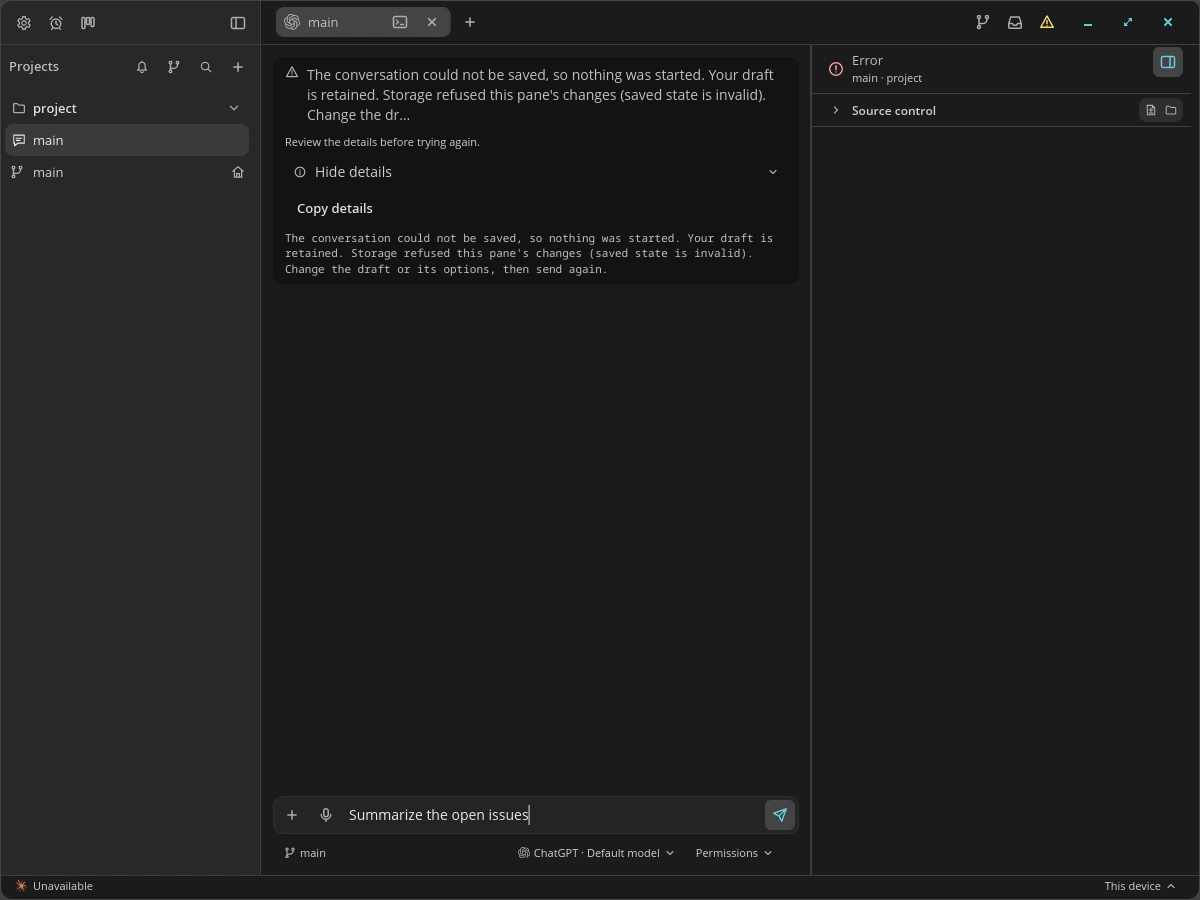 main
Projects
project
main
main
The conversation could not be saved, so nothing was started. Your draft
is retained. Storage refused this pane's changes (saved state is invalid).
Change the dr...
Review the details before trying again.
Hide details
Copy details
The conversation could not be saved, so nothing was started. Your draft is
retained. Storage refused this pane's changes (saved state is invalid).
Change the draft or its options, then send again.
Summarize the open issues
main
ChatGPT · Default model
Permissions
Error
main · project
Source control
Unavailable
This device